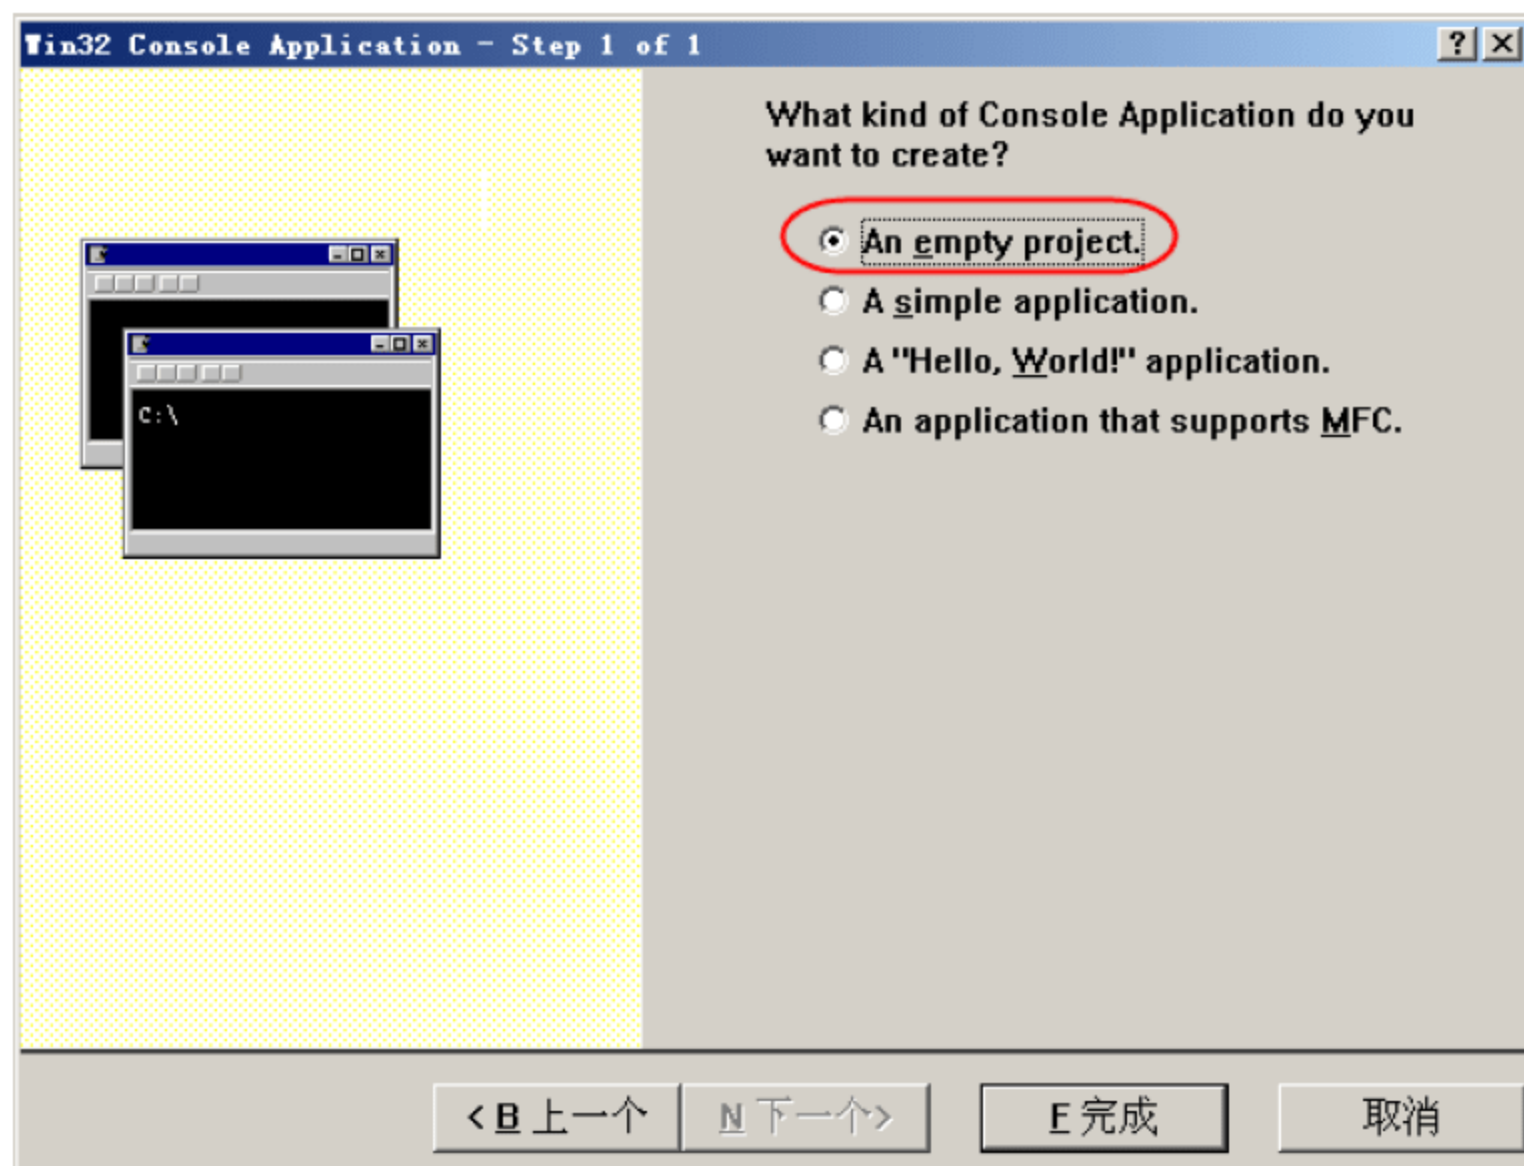 Win32 Console Application - Step 1 of 1
What kind of Console Application do you
want to create?
An empty project.
A simple application.
A "Hello, World!" application.
An application that supports MFC.
C:\
< B 上一个
N 下一个>
F 完成
取消